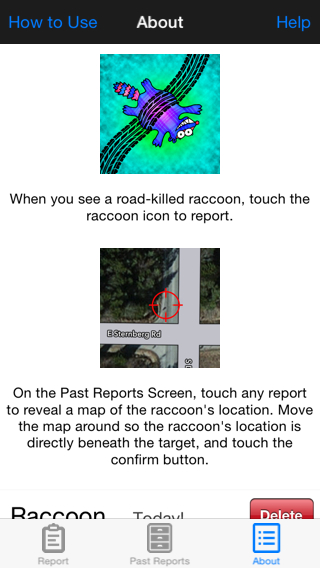 How to Use About Help
When you see a road-killed raccoon, touch the
raccoon icon to report.
E Sternberg Rd
S D
On the Past Reports Screen, touch any report
to reveal a map of the raccoon's location. Move
the map around so the raccoon's location is
directly beneath the target, and touch the
confirm button.
Raccoon Today! Delete
Report Past Reports About